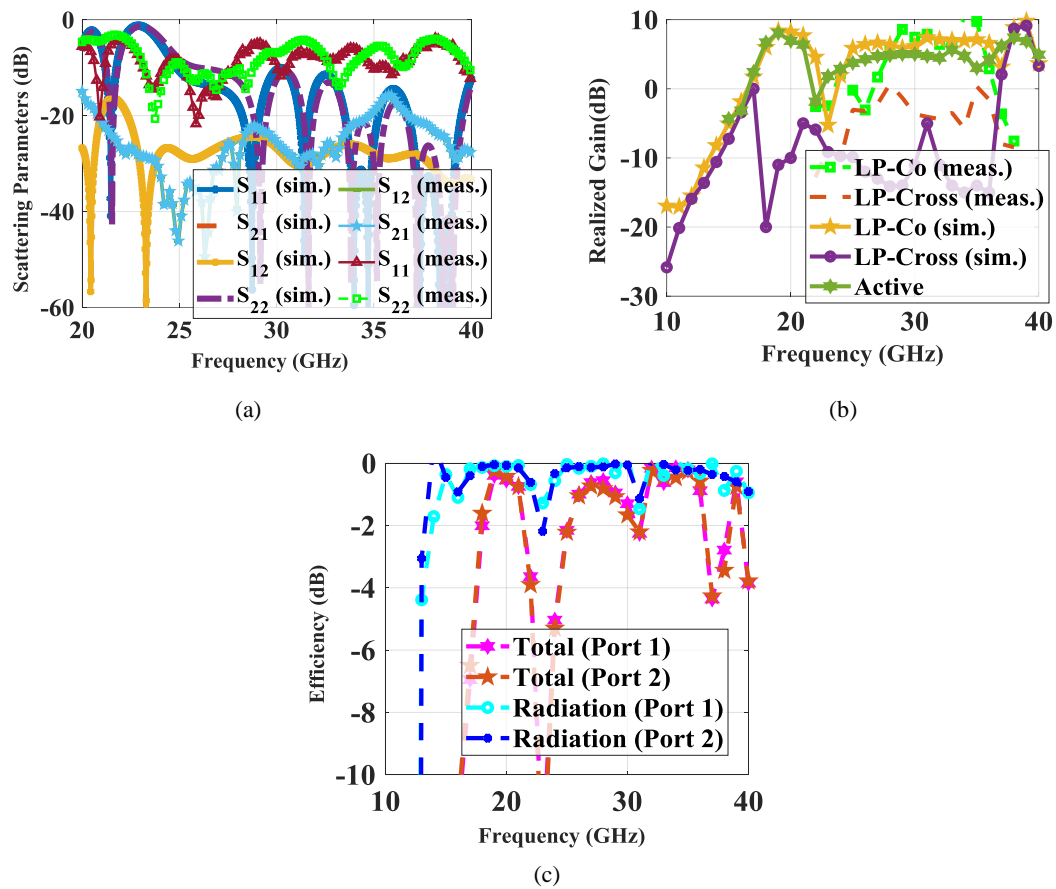 0
-20
-40
-60
20
25
30
35
40
Scattering Parameters (dB)
Frequency (GHz)
S11 (sim.)
S21 (sim.)
S12 (sim.)
S22 (sim.)
S12 (meas.)
S21 (meas.)
S11 (meas.)
S22 (meas.)
(a)
10
0
-10
-20
-30
10
20
30
40
Realized Gain(dB)
Frequency (GHz)
LP-Co (meas.)
LP-Cross (meas.)
LP-Co (sim.)
LP-Cross (sim.)
Active
(b)
0
-2
-4
-6
-8
-10
10
20
30
40
Efficiency (dB)
Frequency (GHz)
Total (Port 1)
Total (Port 2)
Radiation (Port 1)
Radiation (Port 2)
(c)